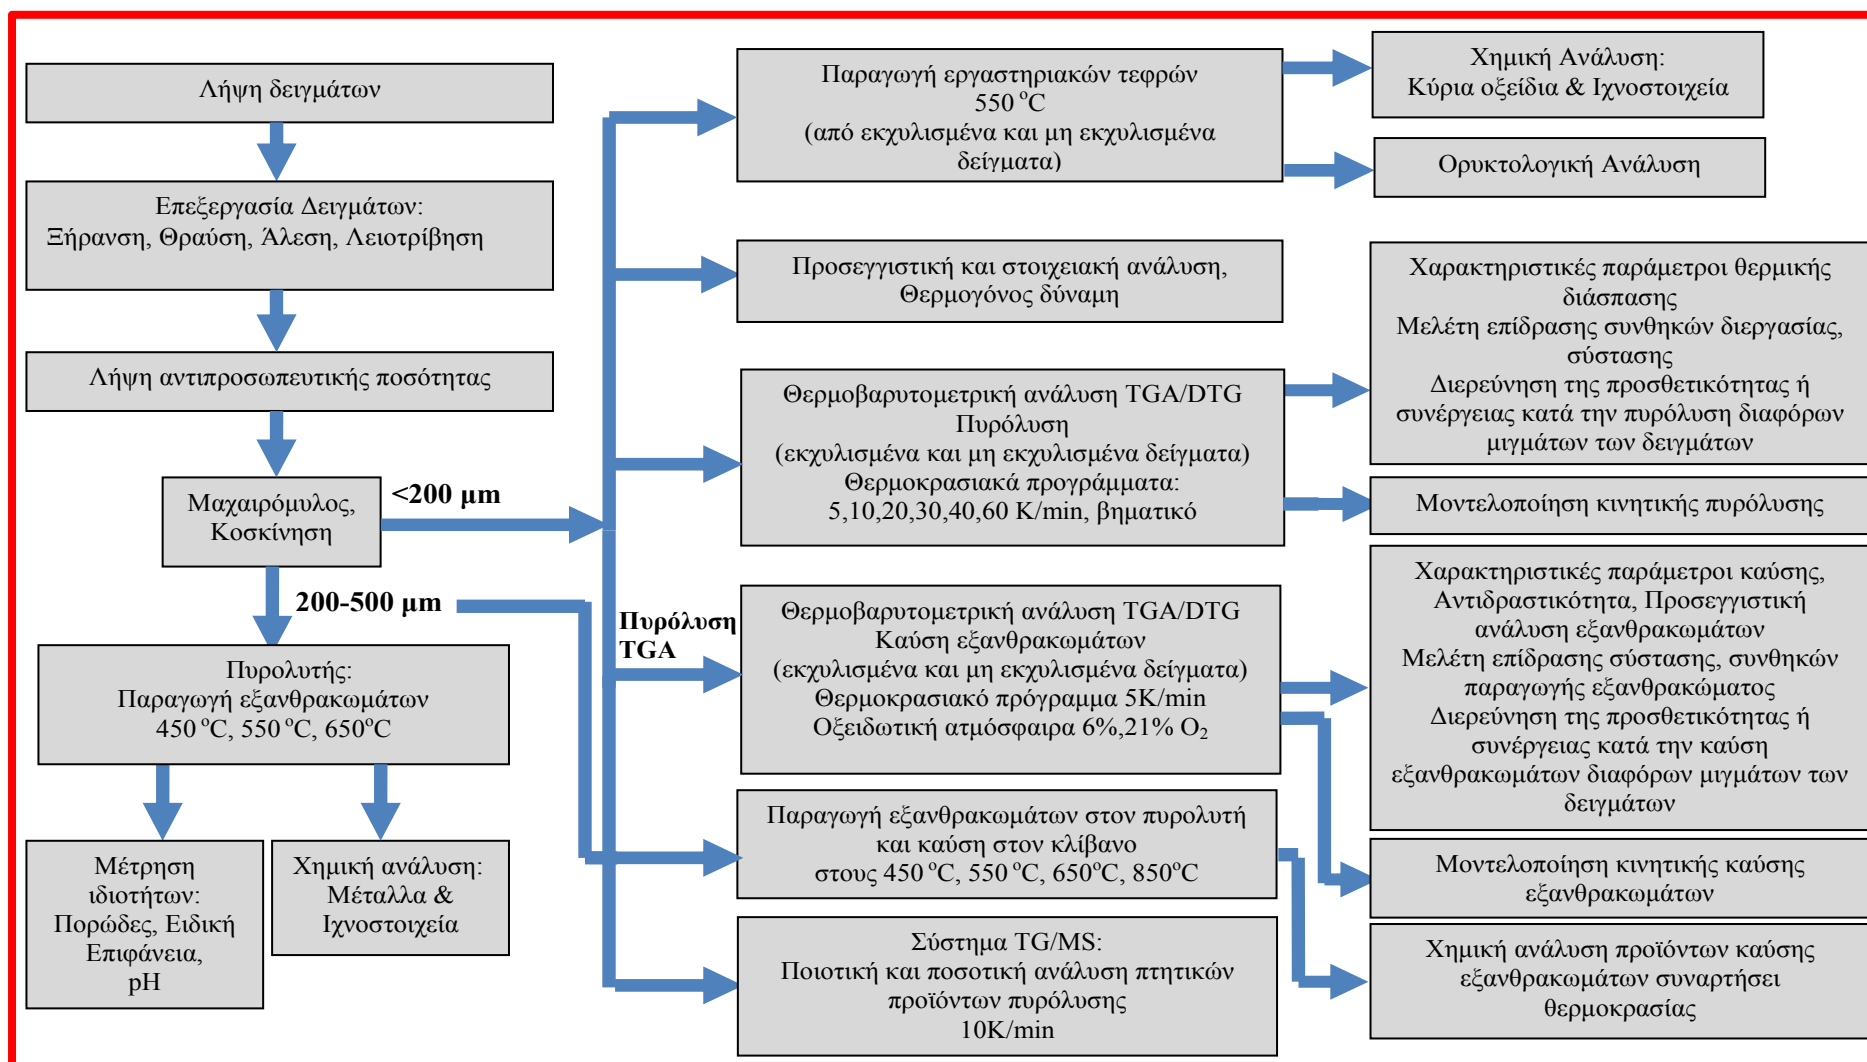 Λήψη δειγμάτων
Επεξεργασία Δειγμάτων:
Ξήρανση, Θραύση, Άλεση, Λειοτρίβηση
Λήψη αντιπροσωπευτικής ποσότητας
Μαχαιρόμυλος,
Κοσκίνηση
<200 μm
200-500 μm
Πυρολυτής:
Παραγωγή εξανθρακωμάτων
450 °C, 550 °C, 650°C
Μέτρηση
ιδιοτήτων:
Πορώδες, Ειδική
Επιφάνεια,
pH
Χημική ανάλυση:
Μέταλλα &
Ιχνοστοιχεία
Πυρόλυση
TGA
Παραγωγή εργαστηριακών τεφρών
550 °C
(από εκχυλισμένα και μη εκχυλισμένα
δείγματα)
Προσεγγιστική και στοιχειακή ανάλυση,
Θερμογόνος δύναμη
Θερμοβαρυτομετρική ανάλυση TGA/DTG
Πυρόλυση
(εκχυλισμένα και μη εκχυλισμένα δείγματα)
Θερμοκρασιακά προγράμματα:
5,10,20,30,40,60 K/min, βηματικό
Θερμοβαρυτομετρική ανάλυση TGA/DTG
Καύση εξανθρακωμάτων
(εκχυλισμένα και μη εκχυλισμένα δείγματα)
Θερμοκρασιακό πρόγραμμα 5K/min
Οξειδωτική ατμόσφαιρα 6%,21% O₂
Παραγωγή εξανθρακωμάτων στον πυρολυτή
και καύση στον κλίβανο
στους 450 °C, 550 °C, 650°C, 850°C
Σύστημα TG/MS:
Ποιοτική και ποσοτική ανάλυση πτητικών
προϊόντων πυρόλυσης
10K/min
Χημική Ανάλυση:
Κύρια οξείδια & Ιχνοστοιχεία
Ορυκτολογική Ανάλυση
Χαρακτηριστικές παράμετροι θερμικής
διάσπασης
Μελέτη επίδρασης συνθηκών διεργασίας,
σύστασης
Διερεύνηση της προσθετικότητας ή
συνέργειας κατά την πυρόλυση διαφόρων
μιγμάτων των δειγμάτων
Μοντελοποίηση κινητικής πυρόλυσης
Χαρακτηριστικές παράμετροι καύσης,
Αντιδραστικότητα, Προσεγγιστική
ανάλυση εξανθρακωμάτων
Μελέτη επίδρασης σύστασης, συνθηκών
παραγωγής εξανθρακώματος
Διερεύνηση της προσθετικότητας ή
συνέργειας κατά την καύση
εξανθρακωμάτων διαφόρων μιγμάτων των
δειγμάτων
Μοντελοποίηση κινητικής καύσης
εξανθρακωμάτων
Χημική ανάλυση προϊόντων καύσης
εξανθρακωμάτων συναρτήσει
θερμοκρασίας